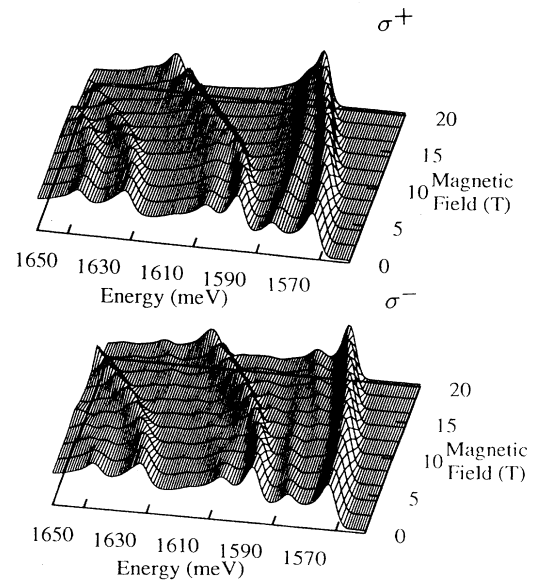 σ+
20
15
10
5
0
Magnetic
Field (T)
1650
1630
1610
1590
1570
Energy (meV)
σ−
20
15
10
5
0
Magnetic
Field (T)
1650
1630
1610
1590
1570
Energy (meV)